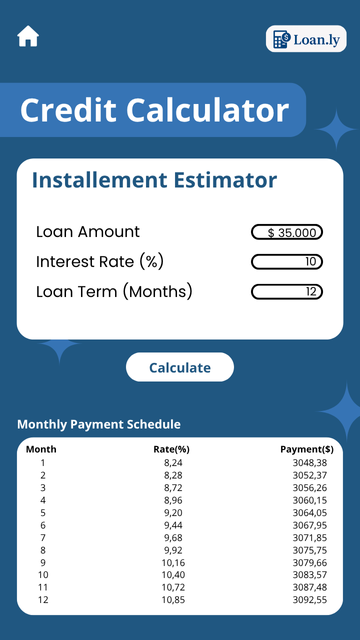 Loan.ly
Credit Calculator
Installement Estimator
Loan Amount $ 35.000
Interest Rate (%) 10
Loan Term (Months) 12
Calculate
Monthly Payment Schedule
Month Rate(%) Payment($)
1 8,24 3048,38
2 8,28 3052,37
3 8,72 3056,26
4 8,96 3060,15
5 9,20 3064,05
6 9,44 3067,95
7 9,68 3071,85
8 9,92 3075,75
9 10,16 3079,66
10 10,40 3083,57
11 10,72 3087,48
12 10,85 3092,55